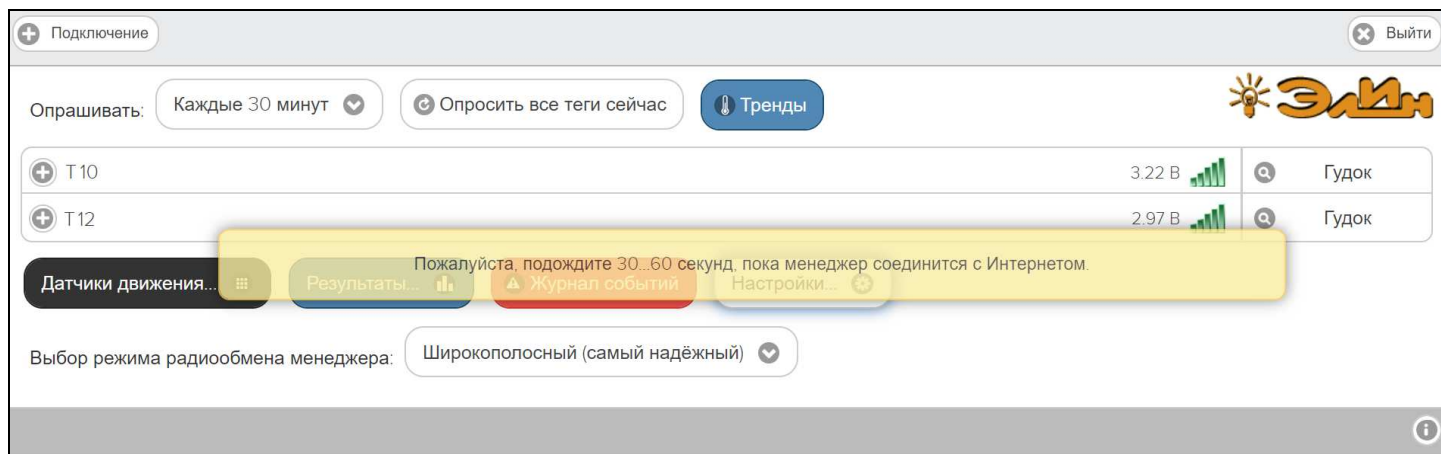 Подключение Выйти
Опрашивать: Каждые 30 минут Опросить все теги сейчас Тренды ЭлИн
T10 3.22 В Гудок
T12 2.97 В Гудок
Пожалуйста, подождите 30...60 секунд, пока менеджер соединится с Интернетом.
Датчики движения... Результаты... Журнал событий Настройки...
Выбор режима радиообмена менеджера: Широкополосный (самый надёжный)